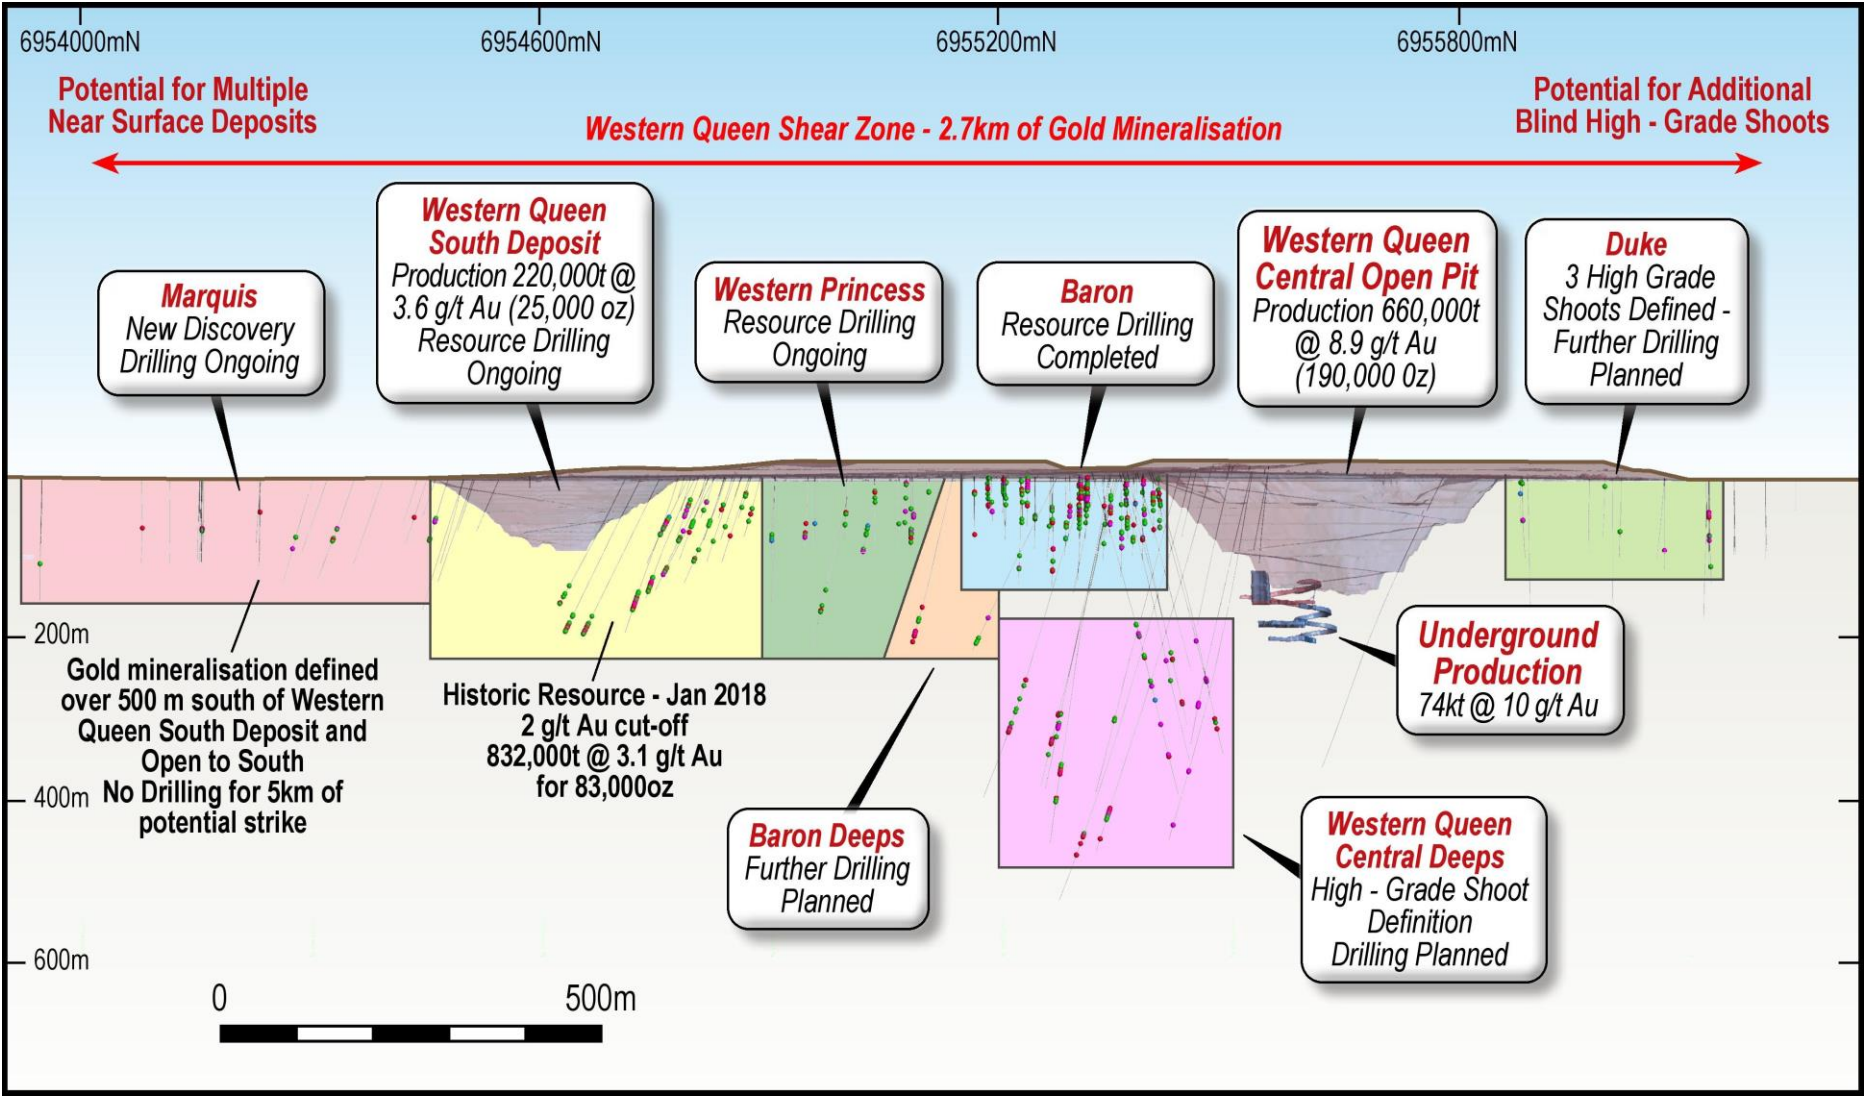 6954000mN
6954600mN
6955200mN
6955800mN
Potential for Multiple
Near Surface Deposits
Western Queen Shear Zone - 2.7km of Gold Mineralisation
Potential for Additional
Blind High - Grade Shoots
Marquis
New Discovery
Drilling Ongoing
Western Queen
South Deposit
Production 220,000t @
3.6 g/t Au (25,000 oz)
Resource Drilling
Ongoing
Western Princess
Resource Drilling
Ongoing
Baron
Resource Drilling
Completed
Western Queen
Central Open Pit
Production 660,000t
@ 8.9 g/t Au
(190,000 0z)
Duke
3 High Grade
Shoots Defined -
Further Drilling
Planned
200m
400m
600m
Gold mineralisation defined
over 500 m south of Western
Queen South Deposit and
Open to South
No Drilling for 5km of
potential strike
Historic Resource - Jan 2018
2 g/t Au cut-off
832,000t @ 3.1 g/t Au
for 83,000oz
Underground
Production
74kt @ 10 g/t Au
Baron Deeps
Further Drilling
Planned
Western Queen
Central Deeps
High - Grade Shoot
Definition
Drilling Planned
0
500m